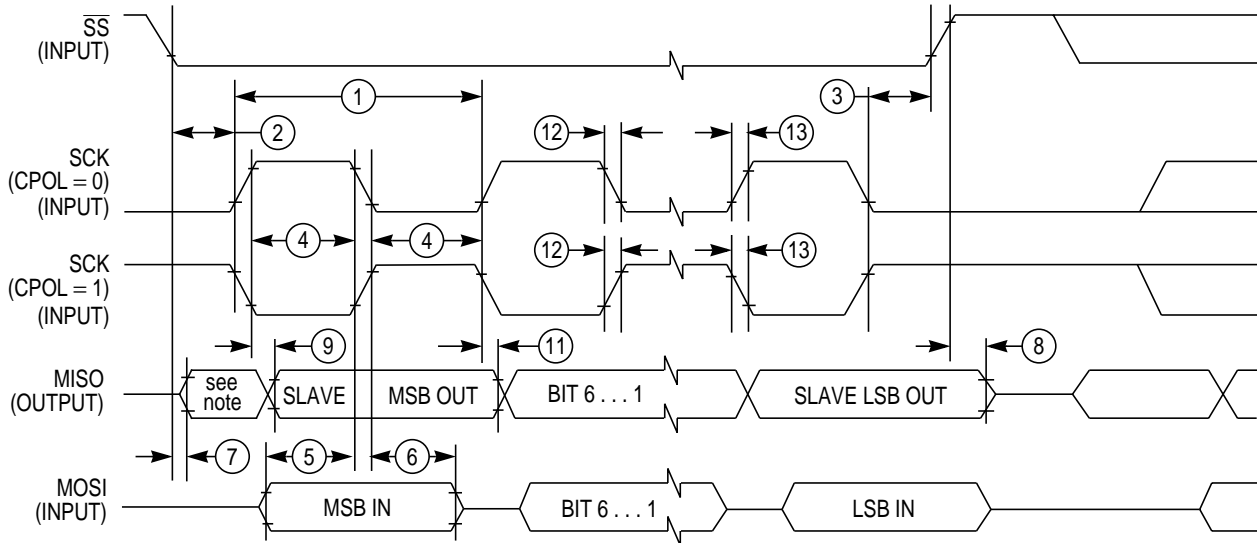 SS
(INPUT)
1
3
2
12
13
SCK
(CPOL = 0)
(INPUT)
4
4
12
13
SCK
(CPOL = 1)
(INPUT)
9
11
8
MISO
(OUTPUT)
see
note
SLAVE
MSB OUT
BIT 6 . . . 1
SLAVE LSB OUT
7
5
6
MOSI
(INPUT)
MSB IN
BIT 6 . . . 1
LSB IN